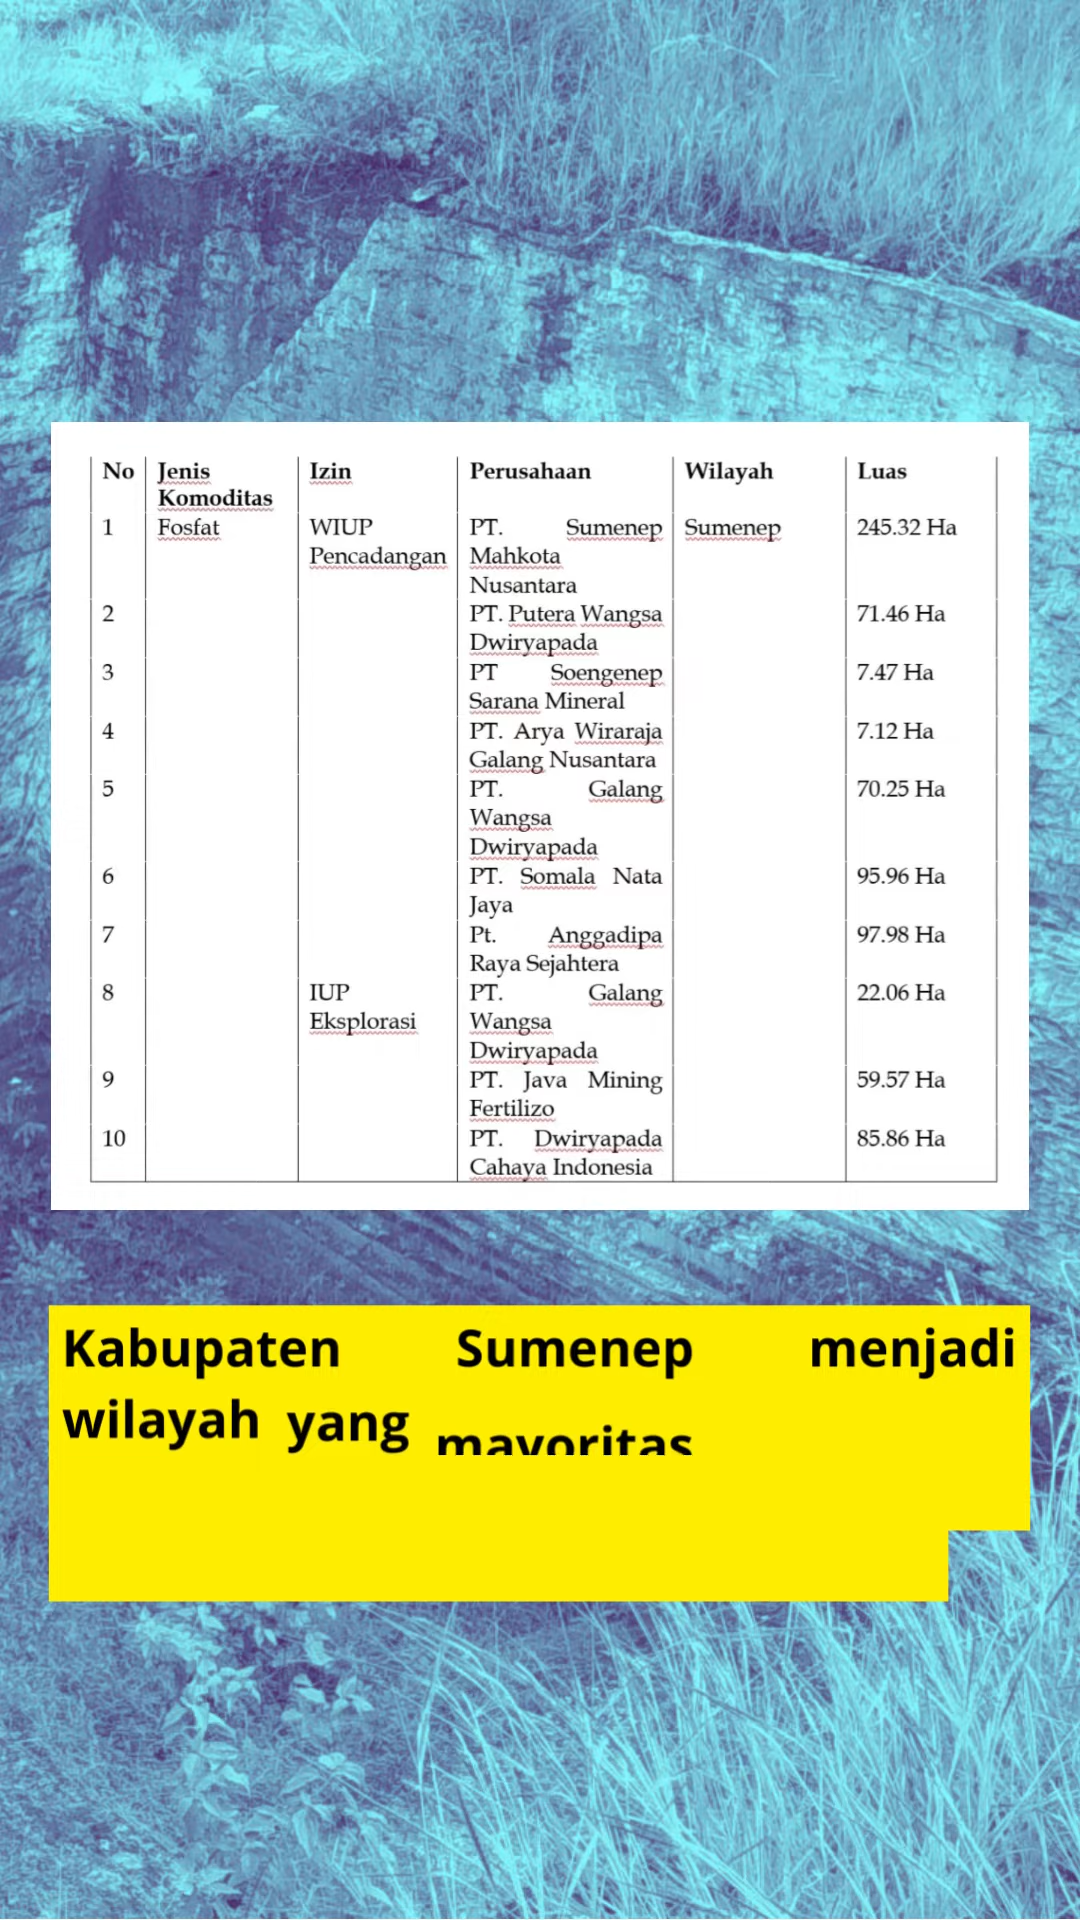 No Jenis Komoditas Izin Perusahaan Wilayah Luas
1 Fosfat WIUP Pencadangan PT. Sumenep Mahkota Nusantara Sumenep 245.32 Ha
2 PT. Putera Wangsa Dwiryapada 71.46 Ha
3 PT Soengenep Sarana Mineral 7.47 Ha
4 PT. Arya Wiraraja Galang Nusantara 7.12 Ha
5 PT. Galang Wangsa Dwiryapada 70.25 Ha
6 PT. Somala Nata Jaya 95.96 Ha
7 Pt. Anggadipa Raya Sejahtera 97.98 Ha
8 IUP Eksplorasi PT. Galang Wangsa Dwiryapada 22.06 Ha
9 PT. Java Mining Fertilizo 59.57 Ha
10 PT. Dwiryapada Cahaya Indonesia 85.86 Ha
Kabupaten Sumenep menjadi
wilayah yang mayoritas